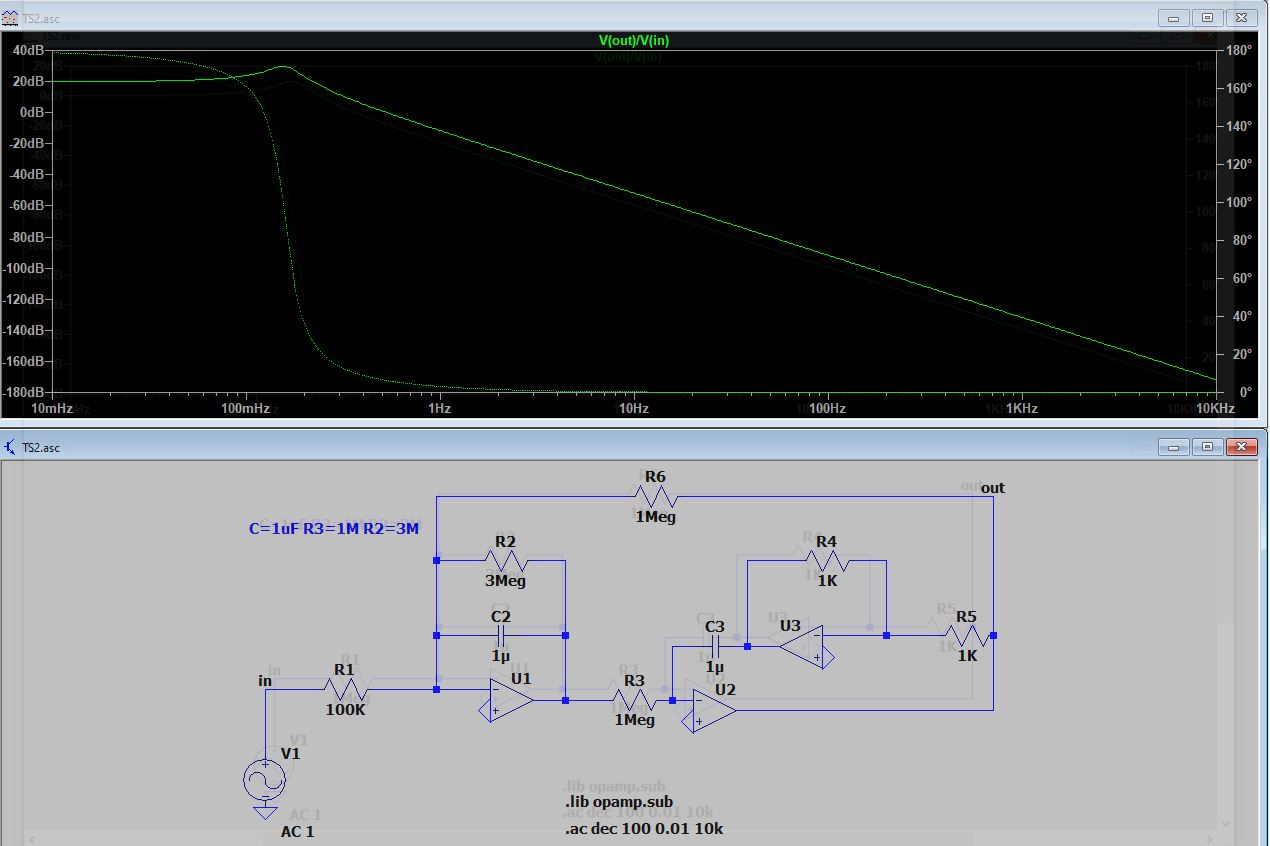 TS2.asc
V(out)/V(in)
40dB
20dB
0dB
-20dB
-40dB
-60dB
-80dB
-100dB
-120dB
-140dB
-160dB
-180dB
180°
160°
140°
120°
100°
80°
60°
40°
20°
0°
10mHz 100mHz 1Hz 10Hz 100Hz 1KHz 10KHz
TS2.asc
R6
1Meg
out
C=1uF R3=1M R2=3M
R2
3Meg
R4
1K
C2
1µ
C3
1µ
U3
R5
1K
in
R1
100K
U1
R3
1Meg
U2
V1
AC 1
.lib opamp.sub
.ac dec 100 0.01 10k